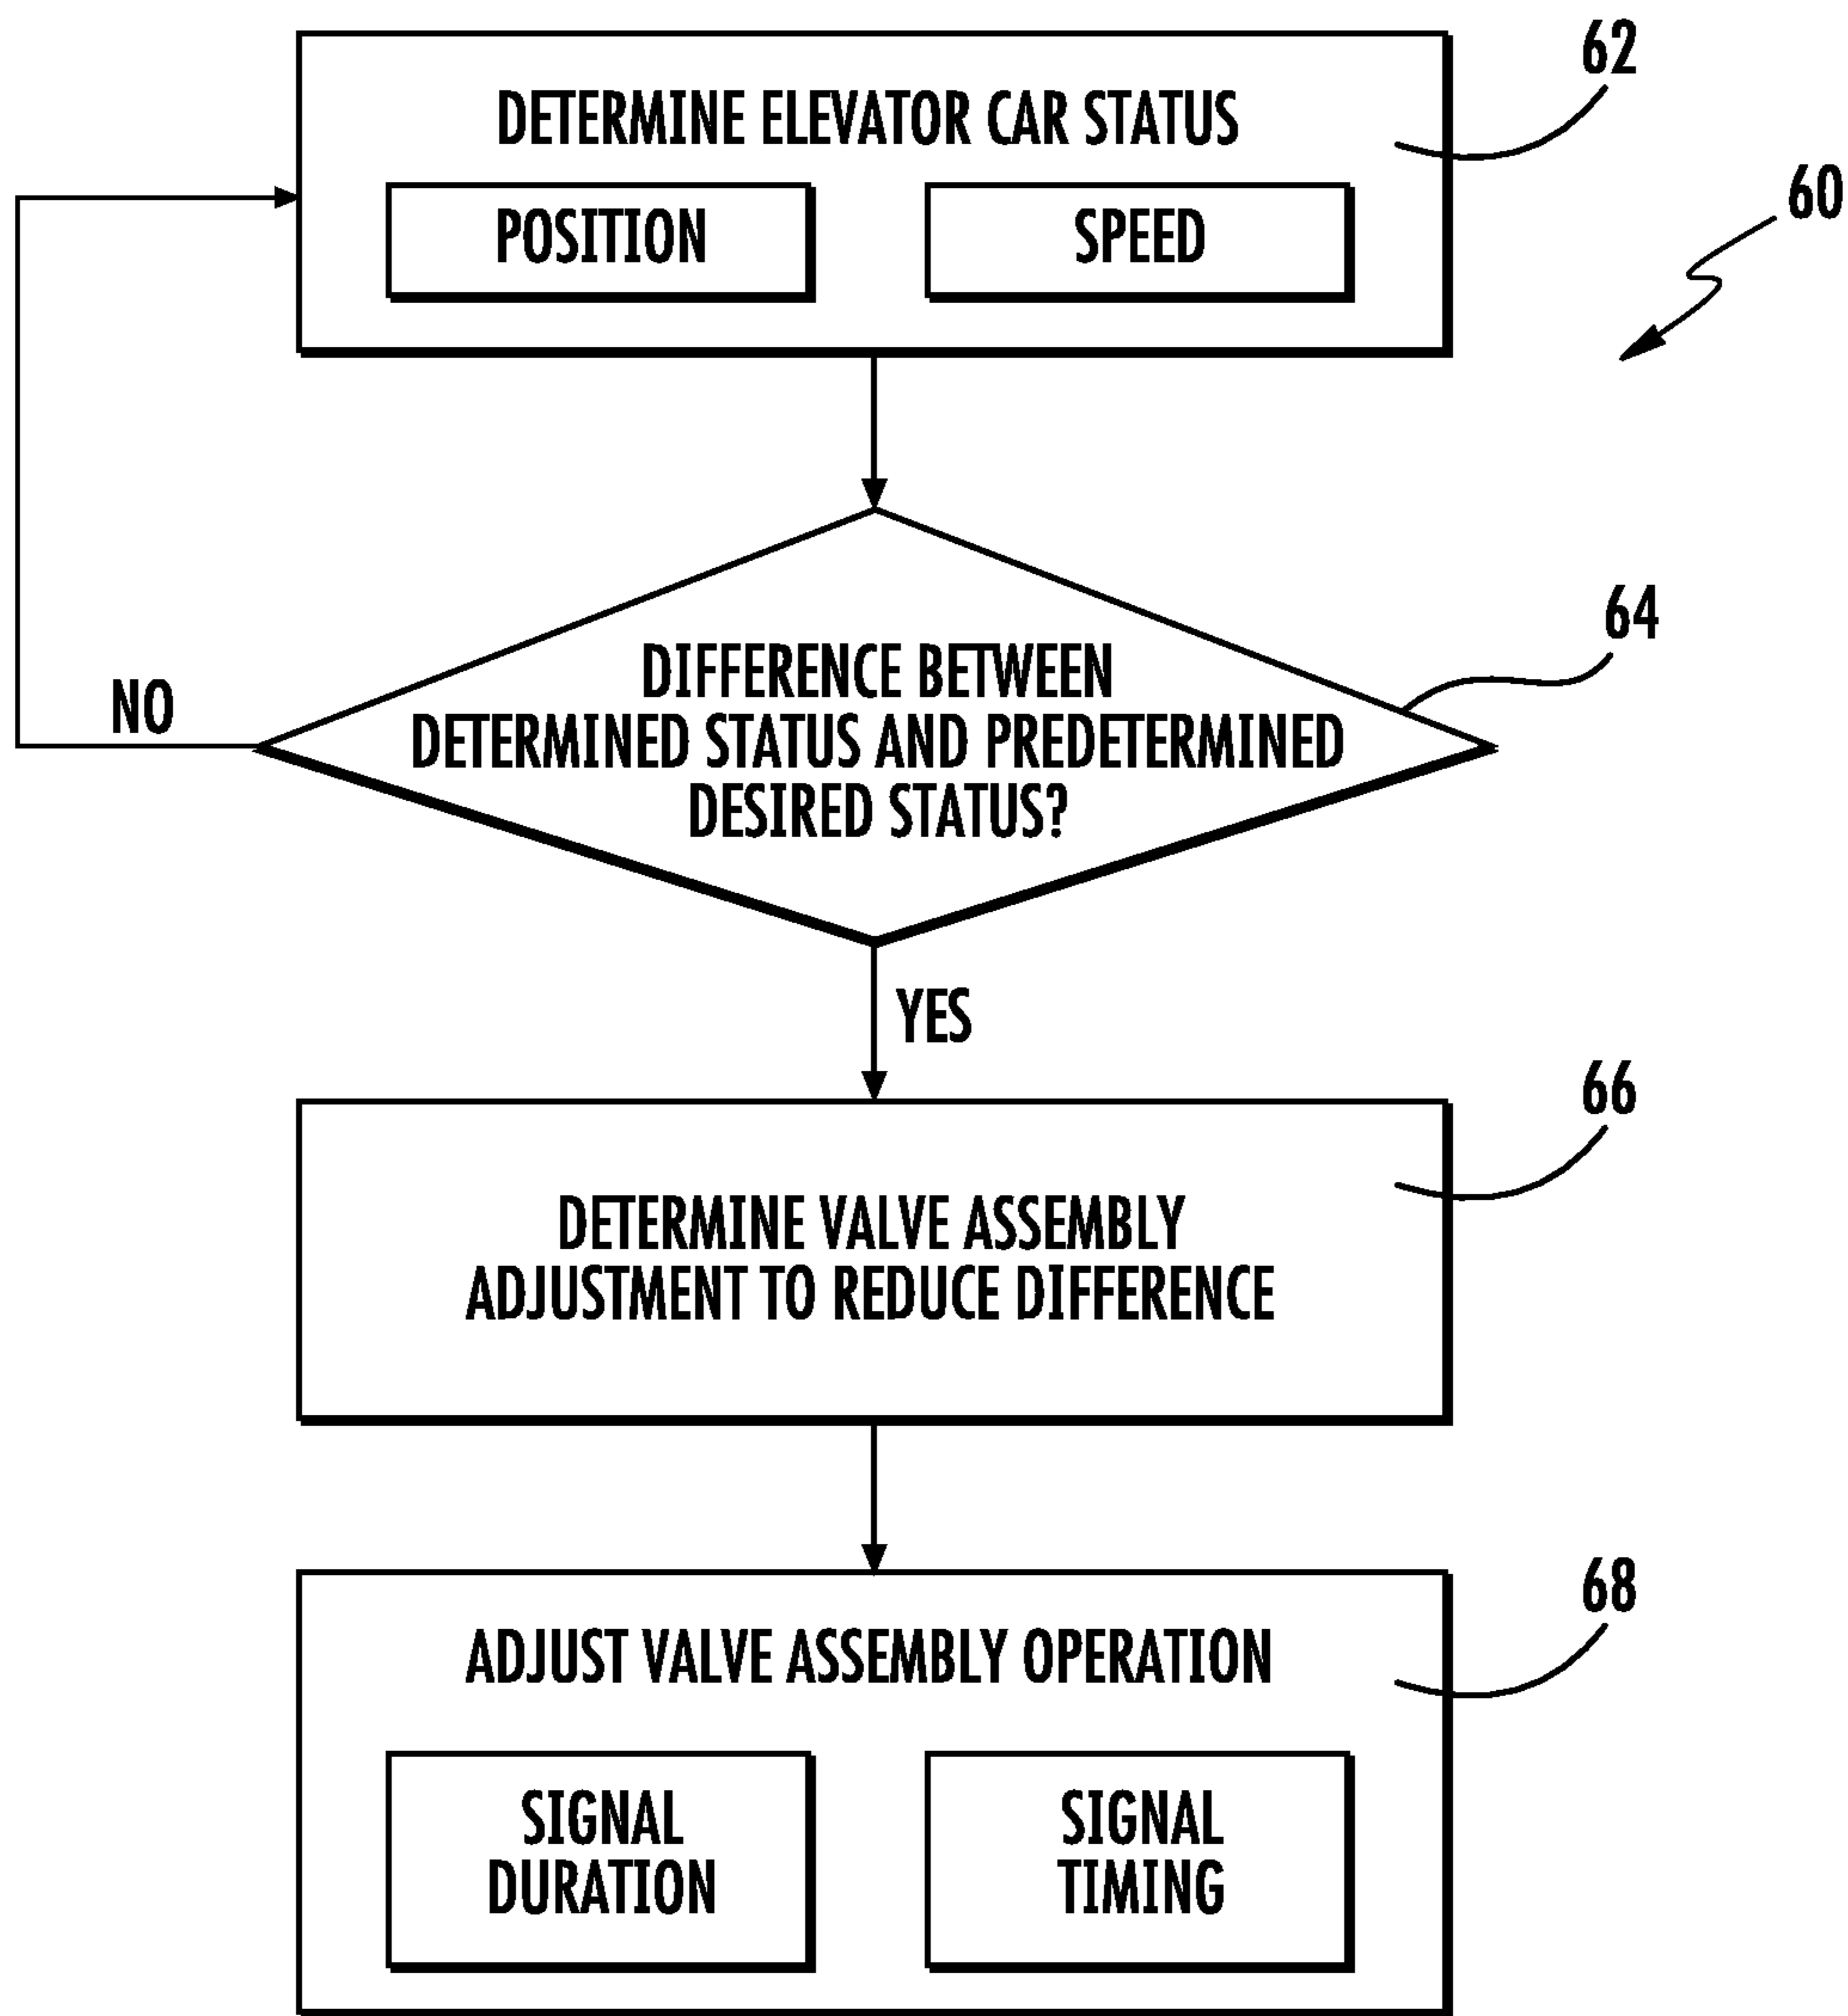 62
DETERMINE ELEVATOR CAR STATUS
60
POSITION
SPEED
64
DIFFERENCE BETWEEN
DETERMINED STATUS AND PREDETERMINED
DESIRED STATUS?
NO
YES
66
DETERMINE VALVE ASSEMBLY
ADJUSTMENT TO REDUCE DIFFERENCE
68
ADJUST VALVE ASSEMBLY OPERATION
SIGNAL
DURATION
SIGNAL
TIMING